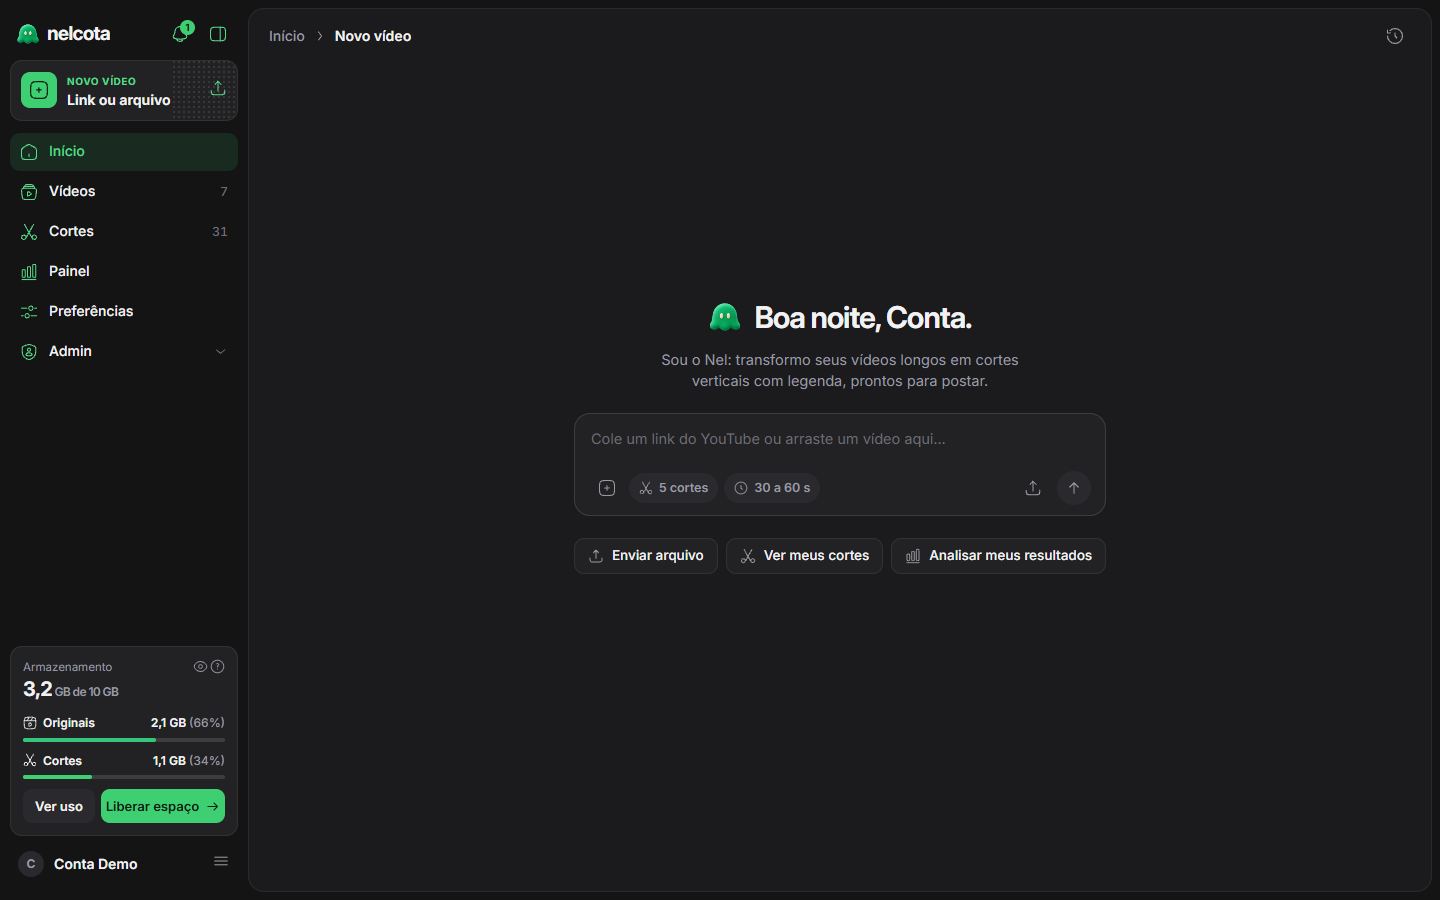 nelcota
1
NOVO VÍDEO
Link ou arquivo
Início
Vídeos 7
Cortes 31
Painel
Preferências
Admin
Armazenamento
3,2 GB de 10 GB
Originais 2,1 GB (66%)
Cortes 1,1 GB (34%)
Ver uso
Liberar espaço
C Conta Demo
Início Novo vídeo
Boa noite, Conta.
Sou o Nel: transformo seus vídeos longos em cortes
verticais com legenda, prontos para postar.
Cole um link do YouTube ou arraste um vídeo aqui...
5 cortes 30 a 60 s
Enviar arquivo Ver meus cortes Analisar meus resultados